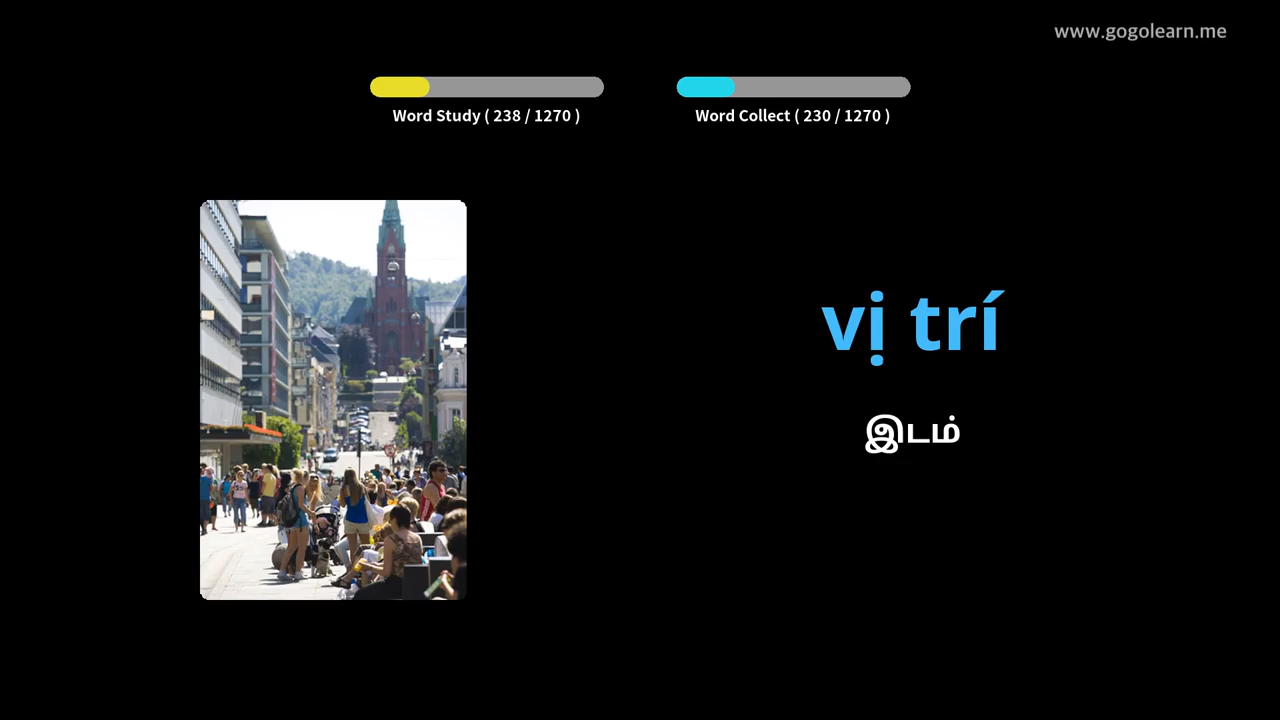 www.gogolearn.me
Word Study ( 238 / 1270 )
Word Collect ( 230 / 1270 )
vị trí
இடம்